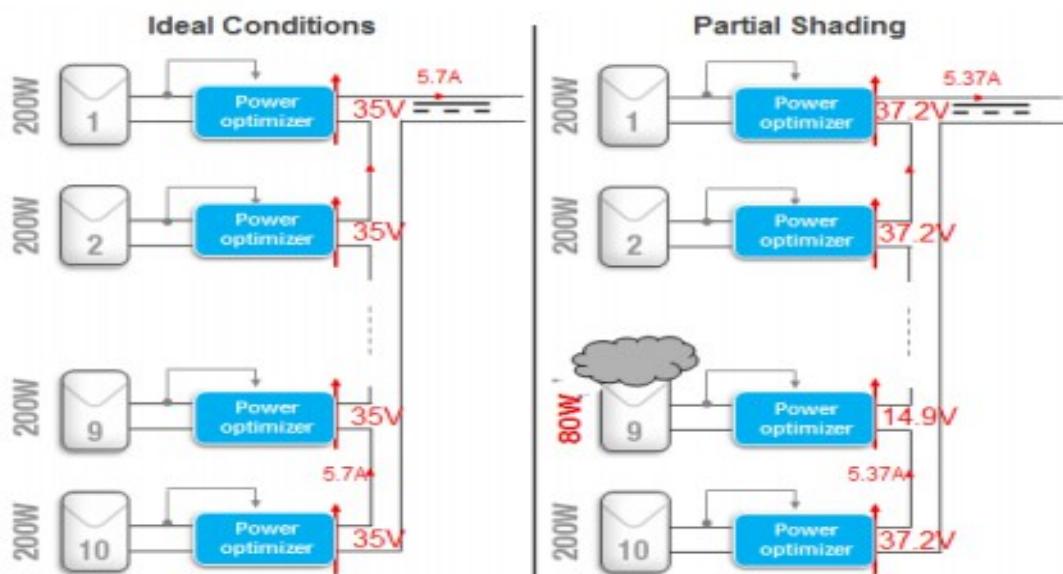 Ideal Conditions
200W
1
Power
optimizer
35V
5.7A
200W
2
Power
optimizer
35V
200W
9
Power
optimizer
35V
5.7A
200W
10
Power
optimizer
35V
Partial Shading
200W
1
Power
optimizer
37.2V
5.37A
200W
2
Power
optimizer
37.2V
80W
9
Power
optimizer
14.9V
5.37A
200W
10
Power
optimizer
37.2V